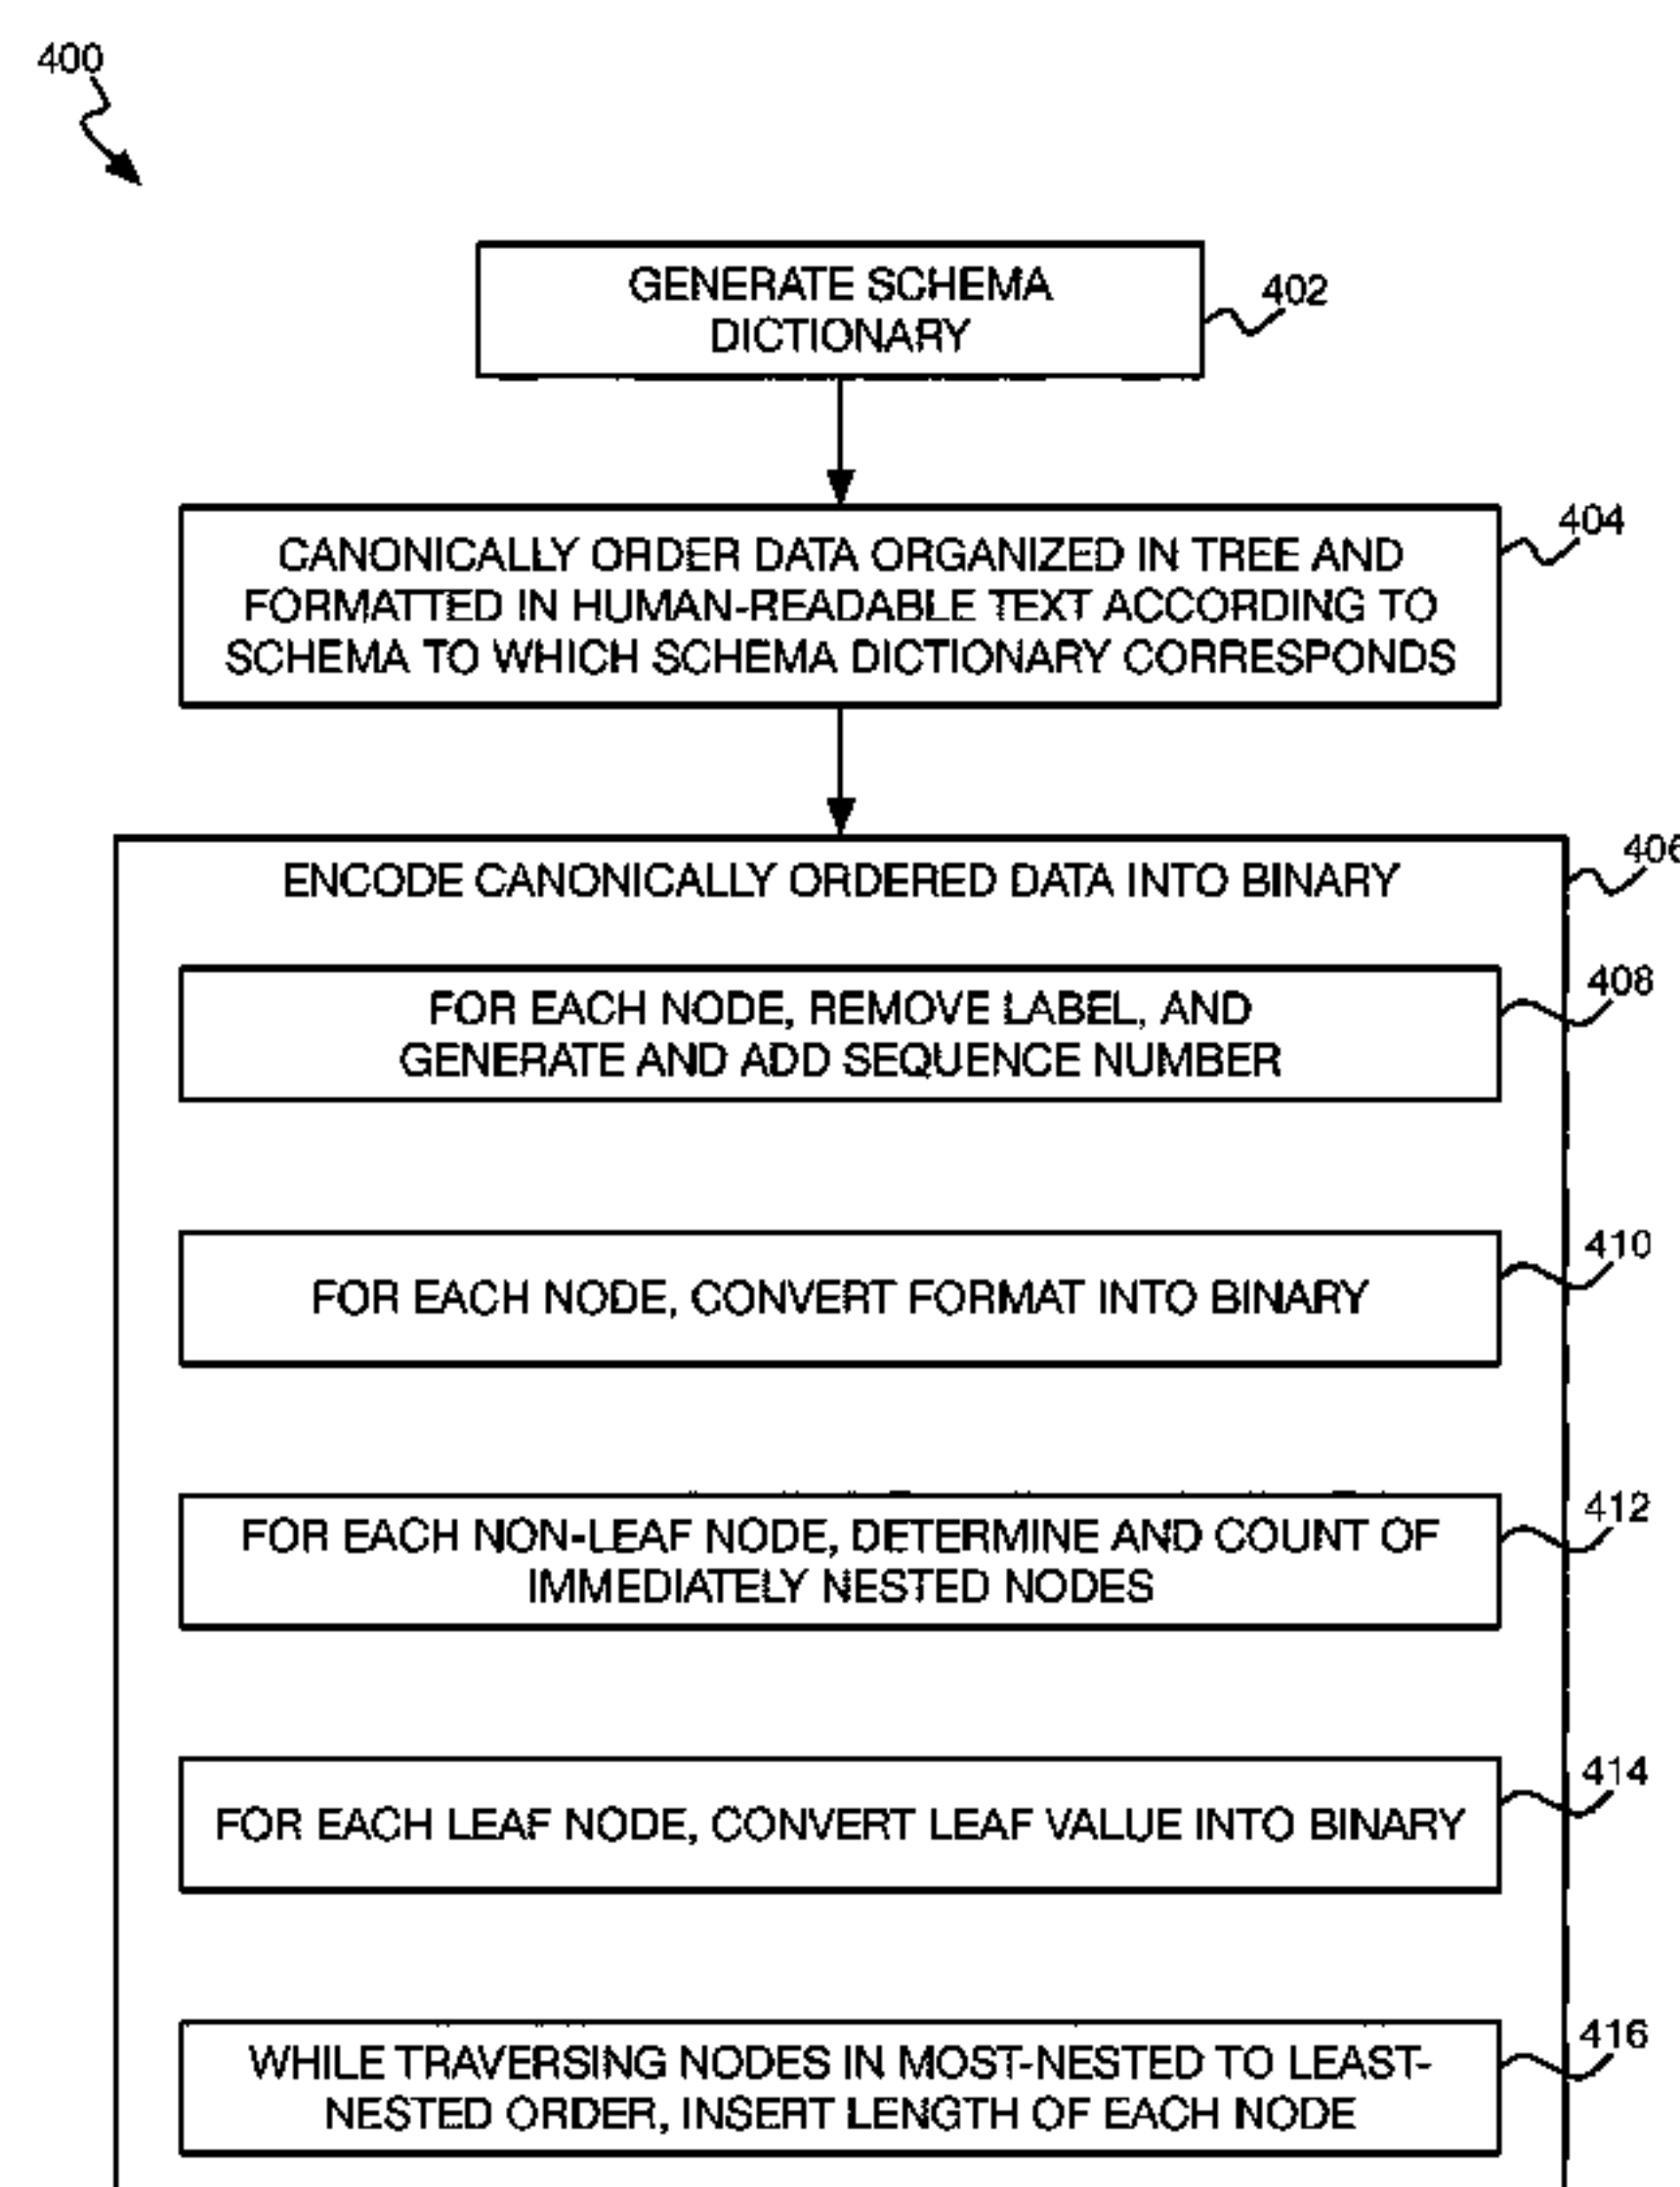 400
GENERATE SCHEMA
DICTIONARY
402
CANONICALLY ORDER DATA ORGANIZED IN TREE AND
FORMATTED IN HUMAN-READABLE TEXT ACCORDING TO
SCHEMA TO WHICH SCHEMA DICTIONARY CORRESPONDS
404
ENCODE CANONICALLY ORDERED DATA INTO BINARY
406
FOR EACH NODE, REMOVE LABEL, AND
GENERATE AND ADD SEQUENCE NUMBER
408
FOR EACH NODE, CONVERT FORMAT INTO BINARY
410
FOR EACH NON-LEAF NODE, DETERMINE AND COUNT OF
IMMEDIATELY NESTED NODES
412
FOR EACH LEAF NODE, CONVERT LEAF VALUE INTO BINARY
414
WHILE TRAVERSING NODES IN MOST-NESTED TO LEAST-
NESTED ORDER, INSERT LENGTH OF EACH NODE
416